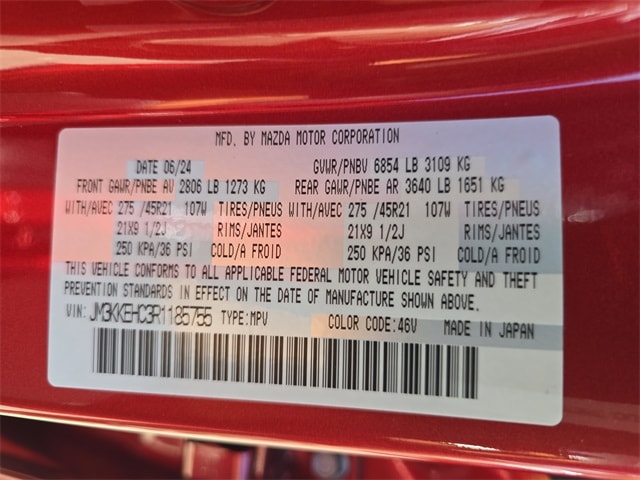 MFD. BY MAZDA MOTOR CORPORATION
DATE 06/24 GVWR/PNBV 6854 LB 3109 KG
FRONT GAWR/PNBE AV 2806 LB 1273 KG REAR GAWR/PNBE AR 3640 LB 1651 KG
WITH/AVEC 275 /45R21 107W TIRES/PNEUS WITH/AVEC 275 /45R21 107W TIRES/PNEUS
21X9 1/2J RIMS/JANTES 21X9 1/2J RIMS/JANTES
250 KPA/36 PSI COLD/A FROID 250 KPA/36 PSI COLD/A FROID
THIS VEHICLE CONFORMS TO ALL APPLICABLE FEDERAL MOTOR VEHICLE SAFETY AND THEFT
PREVENTION STANDARDS IN EFFECT ON THE DATE OF MANUFACTURE SHOWN ABOVE.
VIN: JM3KKEHC3R1185755 TYPE:MPV COLOR CODE:46V MADE IN JAPAN